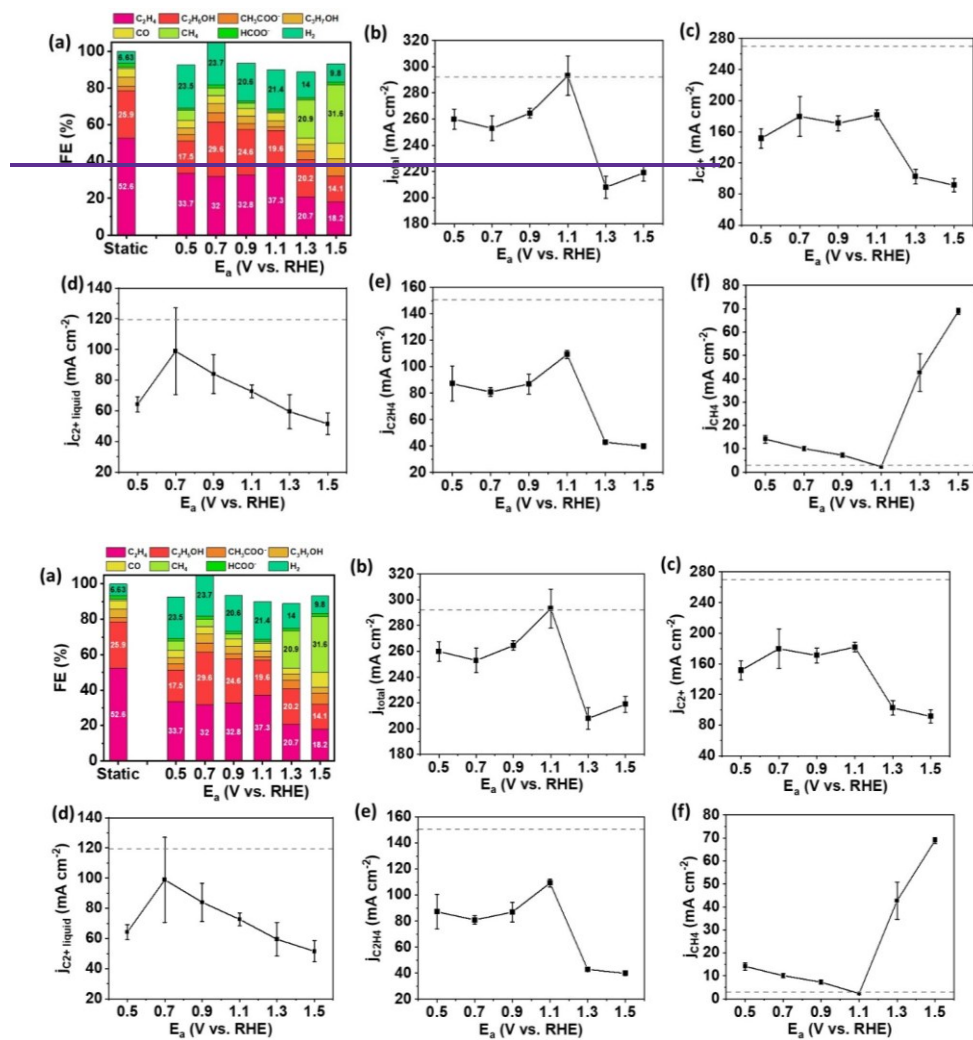 C₂H₄ C₂H₅OH CH₃COO⁻ C₃H₇OH
CO CH₄ HCOO⁻ H₂
(a)
FE (%)
100
80
60
40
20
0
6.63
25.9
52.6
23.5
17.5
33.7
23.7
29.6
32
20.6
24.6
32.8
21.4
19.6
37.3
14
20.9
20.2
20.7
9.8
31.6
14.1
18.2
Static 0.5 0.7 0.9 1.1 1.3 1.5
Eₐ (V vs. RHE)
(b)
j_total (mA cm⁻²)
320
300
280
260
240
220
200
180
0.5 0.7 0.9 1.1 1.3 1.5
Eₐ (V vs. RHE)
(c)
j_C2+ (mA cm⁻²)
280
240
200
160
120
80
40
0.5 0.7 0.9 1.1 1.3 1.5
Eₐ (V vs. RHE)
(d)
j_C2+ liquid (mA cm⁻²)
140
120
100
80
60
40
20
0.5 0.7 0.9 1.1 1.3 1.5
Eₐ (V vs. RHE)
(e)
j_C2H4 (mA cm⁻²)
160
140
120
100
80
60
40
20
0.5 0.7 0.9 1.1 1.3 1.5
Eₐ (V vs. RHE)
(f)
j_CH4 (mA cm⁻²)
80
70
60
50
40
30
20
10
0
0.5 0.7 0.9 1.1 1.3 1.5
Eₐ (V vs. RHE)
C₂H₄ C₂H₅OH CH₃COO⁻ C₃H₇OH
CO CH₄ HCOO⁻ H₂
(a)
FE (%)
100
80
60
40
20
0
6.63
25.9
52.6
23.5
17.5
33.7
23.7
29.6
32
20.6
24.6
32.8
21.4
19.6
37.3
14
20.9
20.2
20.7
9.8
31.6
14.1
18.2
Static 0.5 0.7 0.9 1.1 1.3 1.5
Eₐ (V vs. RHE)
(b)
j_total (mA cm⁻²)
320
300
280
260
240
220
200
180
0.5 0.7 0.9 1.1 1.3 1.5
Eₐ (V vs. RHE)
(c)
j_C2+ (mA cm⁻²)
280
240
200
160
120
80
40
0.5 0.7 0.9 1.1 1.3 1.5
Eₐ (V vs. RHE)
(d)
j_C2+ liquid (mA cm⁻²)
140
120
100
80
60
40
20
0.5 0.7 0.9 1.1 1.3 1.5
Eₐ (V vs. RHE)
(e)
j_C2H4 (mA cm⁻²)
160
140
120
100
80
60
40
20
0.5 0.7 0.9 1.1 1.3 1.5
Eₐ (V vs. RHE)
(f)
j_CH4 (mA cm⁻²)
80
70
60
50
40
30
20
10
0
0.5 0.7 0.9 1.1 1.3 1.5
Eₐ (V vs. RHE)